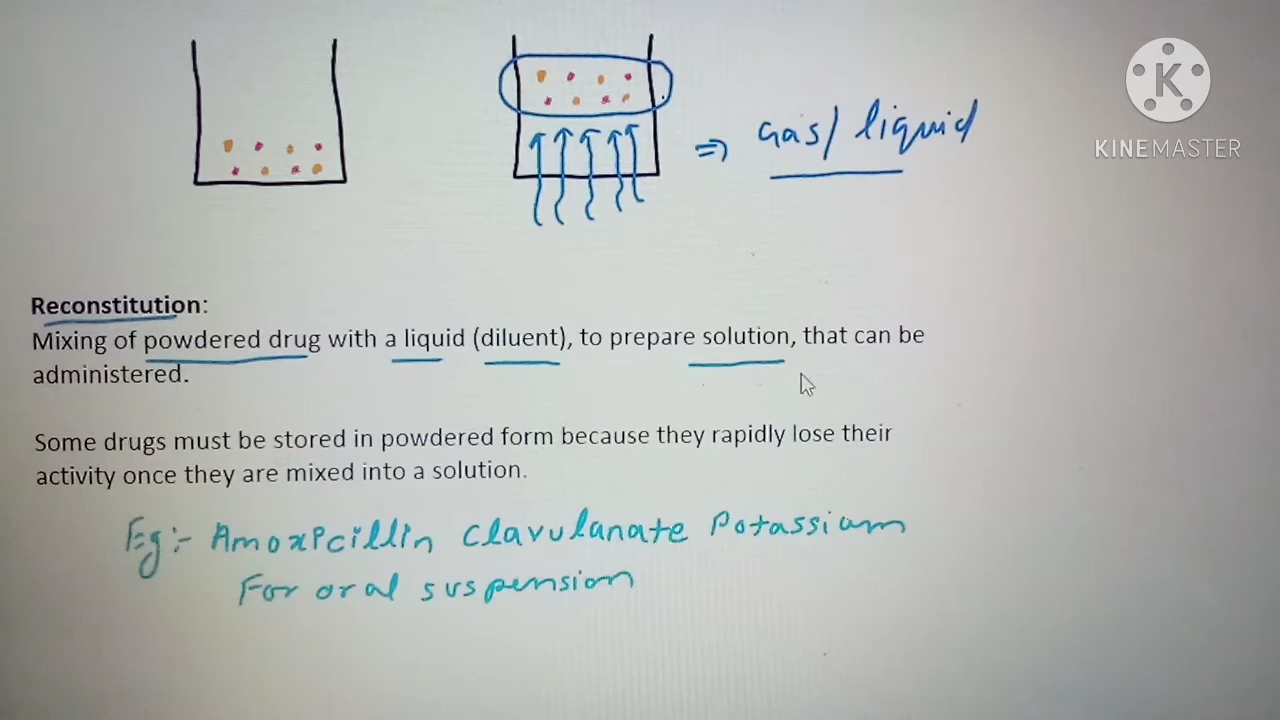 K
KINEMASTER
⇒ Gas/ liquid
Reconstitution:
Mixing of powdered drug with a liquid (diluent), to prepare solution, that can be
administered.
Some drugs must be stored in powdered form because they rapidly lose their
activity once they are mixed into a solution.
Eg:- Amoxicillin clavulanate Potassium
For oral suspension